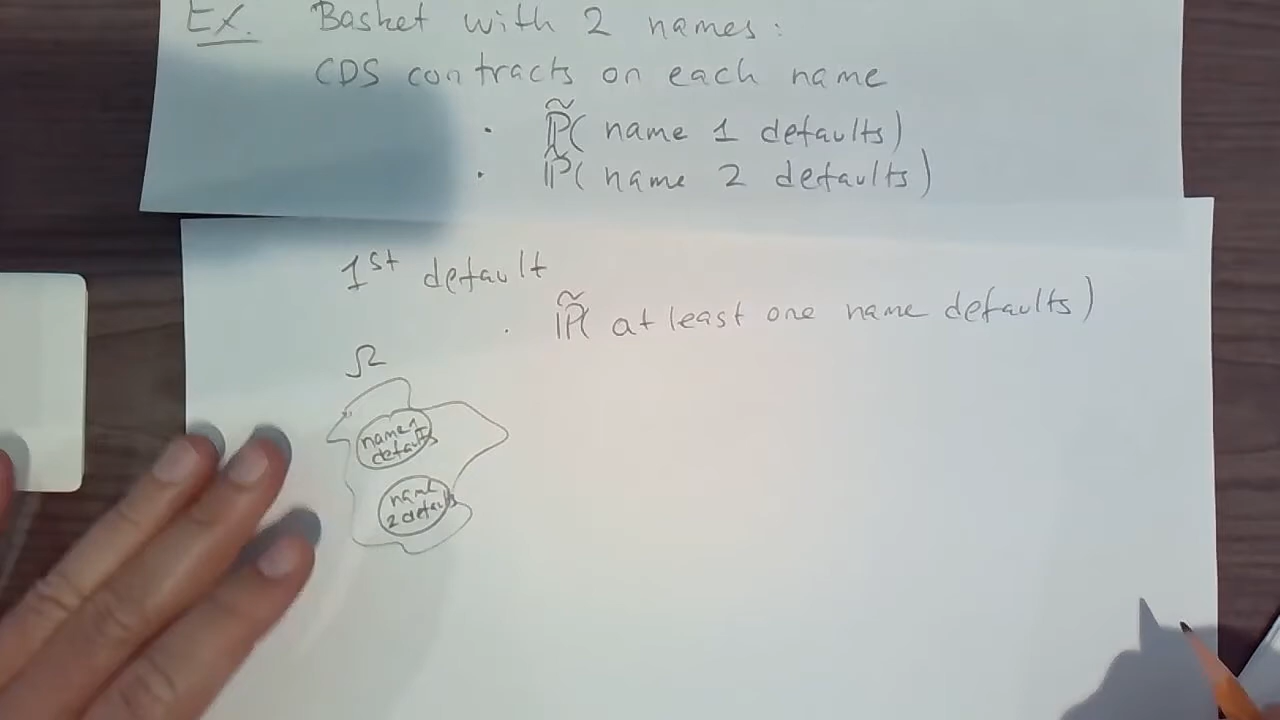 Ex. Basket with 2 names:
CDS contracts on each name
· P̃( name 1 defaults)
· P̃( name 2 defaults)
1st default
· P̃( at least one name defaults)
Ω
name 1
defaults
name
2 defaults